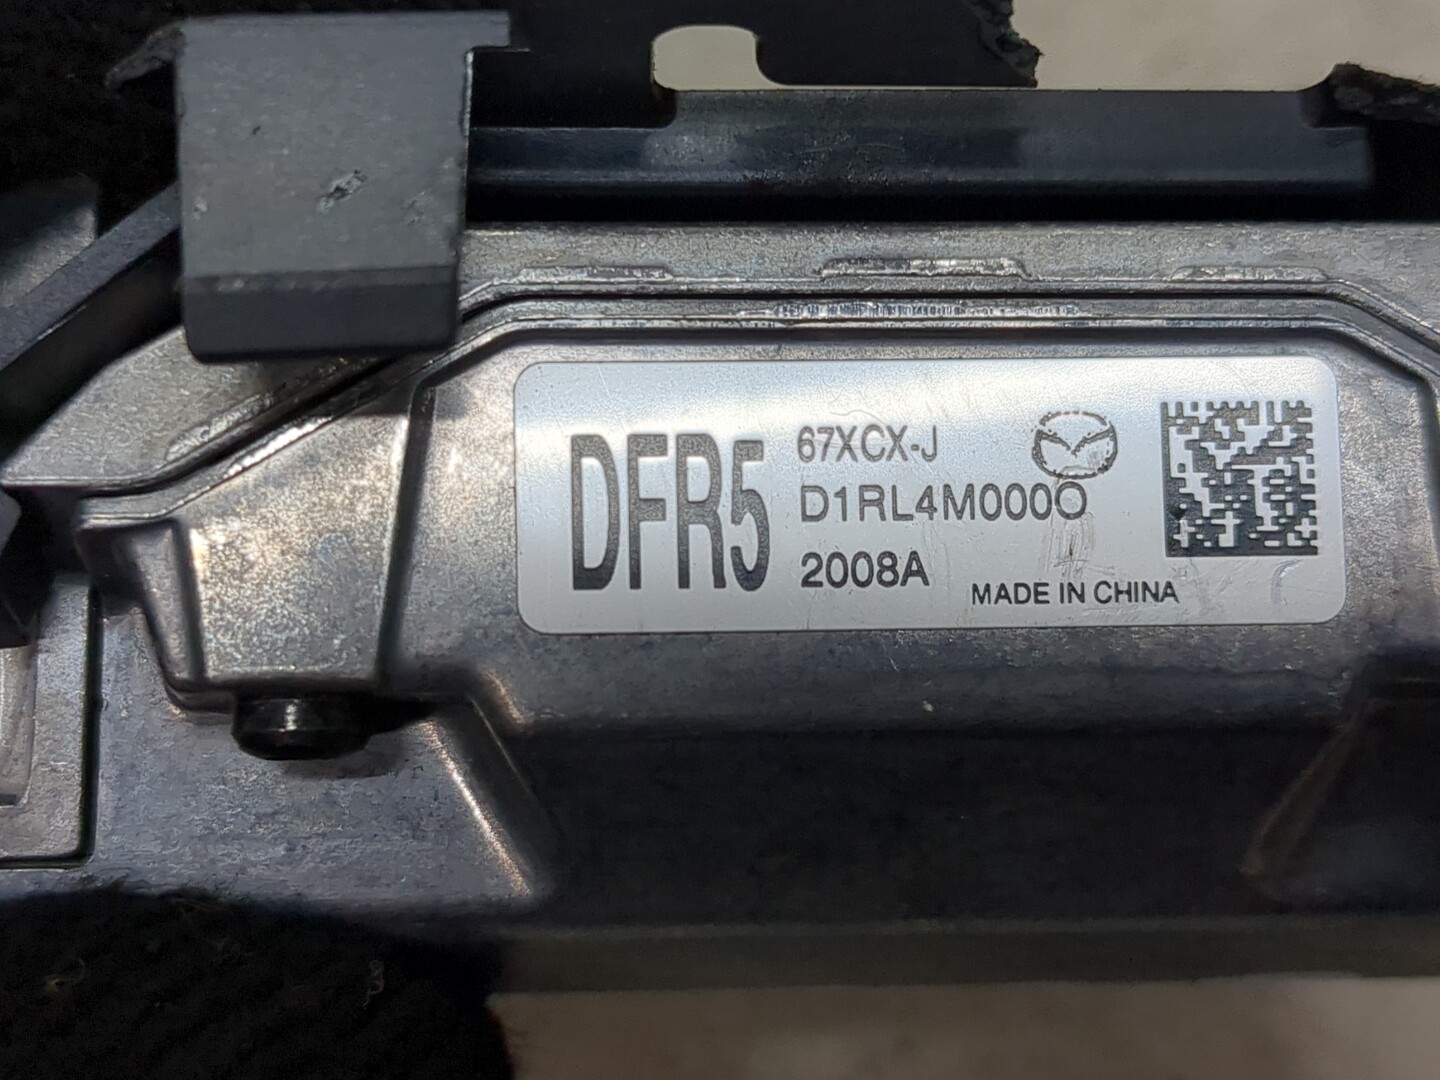 DFR5
67XCX-J
D1RL4M000O
2008A
MADE IN CHINA